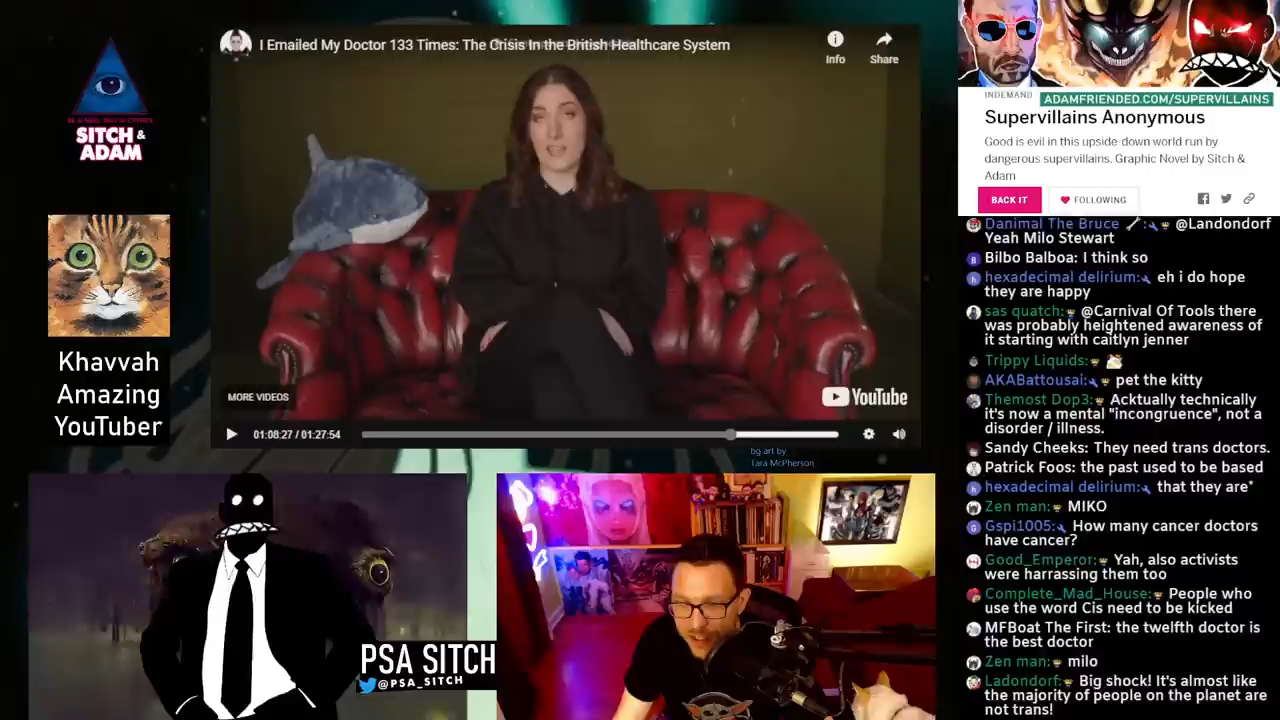 SITCH &
ADAM
Khavvah
Amazing
YouTuber
I Emailed My Doctor 133 Times: The Crisis In the British Healthcare System
Info
Share
MORE VIDEOS
YouTube
01:08:27 / 01:27:54
bg art by
Tara McPherson
PSA SITCH
@PSA_SITCH
INDEMAND
ADAMFRIENDED.COM/SUPERVILLAINS
Supervillains Anonymous
Good is evil in this upside-down world run by
dangerous supervillains. Graphic Novel by Sitch &
Adam
BACK IT
FOLLOWING
Danimal The Bruce : @Landondorf
Yeah Milo Stewart
Bilbo Balboa: I think so
hexadecimal delirium: eh i do hope
they are happy
sas quatch: @Carnival Of Tools there
was probably heightened awareness of
it starting with caitlyn jenner
Trippy Liquids:
AKABattousai: pet the kitty
Themost Dop3: Acktually technically
it's now a mental "incongruence", not a
disorder / illness.
Sandy Cheeks: They need trans doctors.
Patrick Foos: the past used to be based
hexadecimal delirium: that they are*
Zen man: MIKO
Gspi1005: How many cancer doctors
have cancer?
Good_Emperor: Yah, also activists
were harrassing them too
Complete_Mad_House: People who
use the word Cis need to be kicked
MFBoat The First: the twelfth doctor is
the best doctor
Zen man: milo
Ladondorf: Big shock! It's almost like
the majority of people on the planet are
not trans!